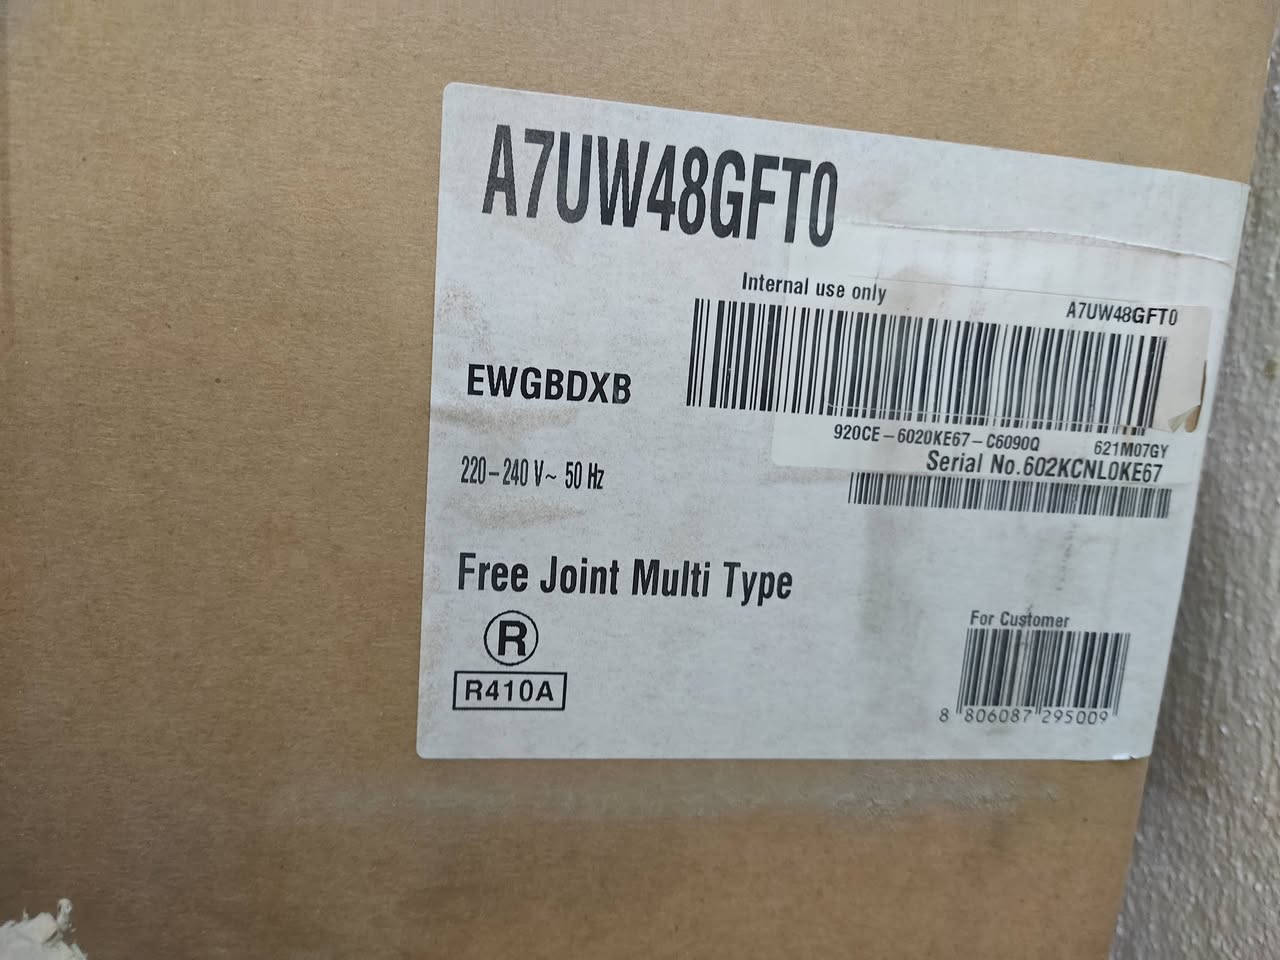 A7UW48GFT0
Internal use only
A7UW48GFT0
EWGBDXB
920CE-6020KE67-C6090Q 621M07GY
Serial No.602KCNL0KE67
220-240 V~ 50 Hz
Free Joint Multi Type
R
R410A
For Customer
8 806087 295009